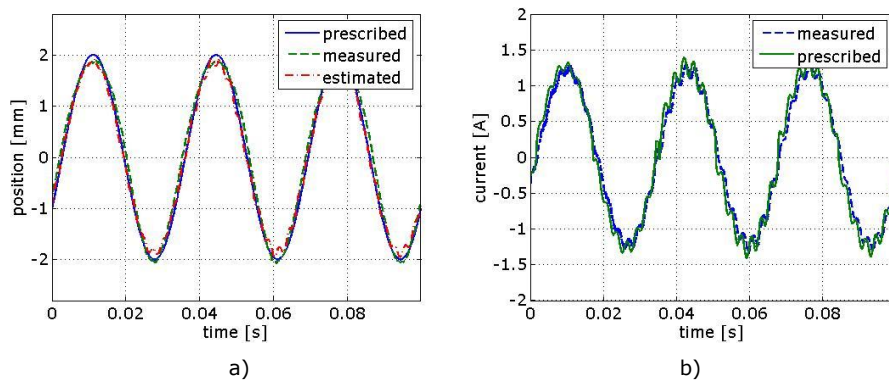 prescribed
measured
estimated
2
1
0
-1
-2
position [mm]
0
0.02
0.04
0.06
0.08
time [s]
a)
measured
prescribed
2
1.5
1
0.5
0
-0.5
-1
-1.5
-2
current [A]
0
0.02
0.04
0.06
0.08
time [s]
b)